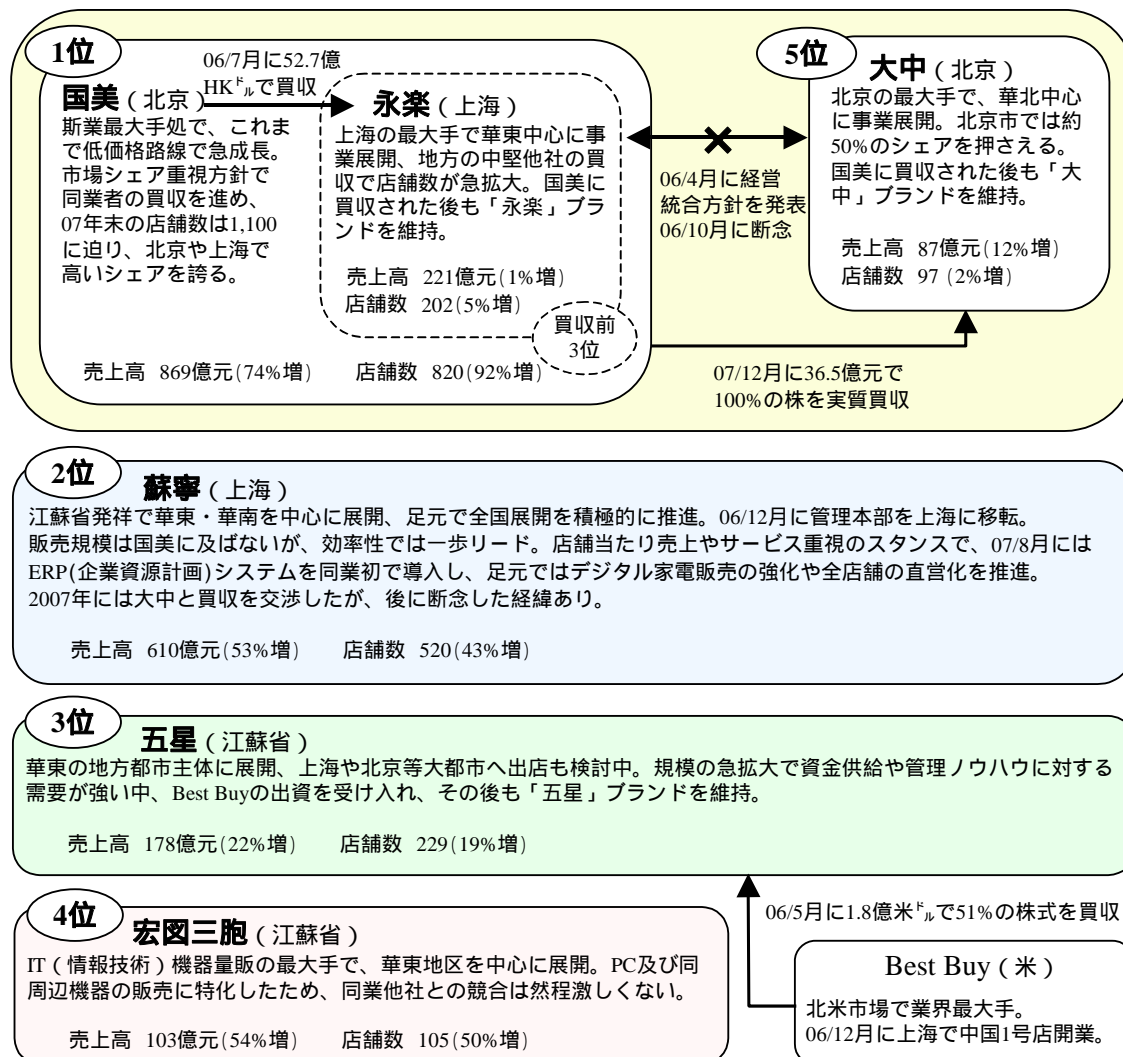 1位
06/7月に52.7億
HK㌦で買収
国美（北京）
斯業最大手処で、これま
で低価格路線で急成長。
市場シェア重視方針で
同業者の買収を進め、
07年末の店舗数は1,100
に迫り、北京や上海で
高いシェアを誇る。
永楽（上海）
上海の最大手で華東中心に事
業展開、地方の中堅他社の買
収で店舗数が急拡大。国美に
買収された後も「永楽」ブラ
ンドを維持。
売上高 221億元(1%増)
店舗数 202(5%増)
買収前
3位
売上高 869億元(74%増) 店舗数 820(92%増)
06/4月に経営
統合方針を発表
06/10月に断念
5位
大中（北京）
北京の最大手で、華北中心
に事業展開。北京市では約
50%のシェアを押さえる。
国美に買収された後も「大
中」ブランドを維持。
売上高 87億元(12%増)
店舗数 97 (2%増)
07/12月に36.5億元で
100%の株を実質買収
2位
蘇寧（上海）
江蘇省発祥で華東・華南を中心に展開、足元で全国展開を積極的に推進。06/12月に管理本部を上海に移転。
販売規模は国美に及ばないが、効率性では一歩リード。店舗当たり売上やサービス重視のスタンスで、07/8月には
ERP(企業資源計画)システムを同業初で導入し、足元ではデジタル家電販売の強化や全店舗の直営化を推進。
2007年には大中と買収を交渉したが、後に断念した経緯あり。
売上高 610億元(53%増) 店舗数 520(43%増)
3位
五星（江蘇省）
華東の地方都市主体に展開、上海や北京等大都市へ出店も検討中。規模の急拡大で資金供給や管理ノウハウに対する
需要が強い中、Best Buyの出資を受け入れ、その後も「五星」ブランドを維持。
売上高 178億元(22%増) 店舗数 229(19%増)
4位
宏図三胞（江蘇省）
IT（情報技術）機器量販の最大手で、華東地区を中心に展開。PC及び同
周辺機器の販売に特化したため、同業他社との競合は然程激しくない。
売上高 103億元(54%増) 店舗数 105(50%増)
06/5月に1.8億米㌦で51%の株式を買収
Best Buy（米）
北米市場で業界最大手。
06/12月に上海で中国1号店開業。